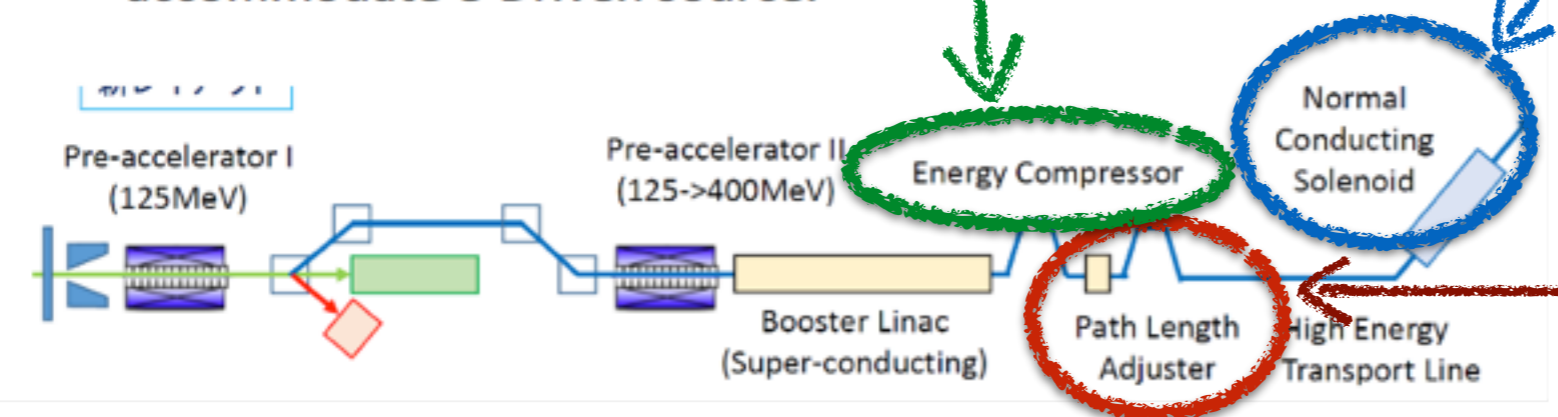 Pre-accelerator I
(125MeV)
Pre-accelerator II
(125->400MeV)
Energy Compressor
Normal
Conducting
Solenoid
Booster Linac
(Super-conducting)
Path Length
Adjuster
High Energy
Transport Line